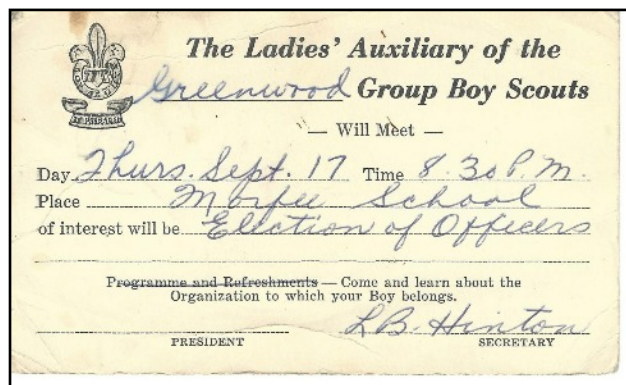 The Ladies' Auxiliary of the
Greenwood Group Boy Scouts
— Will Meet —
Day Thurs. Sept. 17 Time 8.30 P.M.
Place Morfee School
of interest will be Election of Officers
Programme and Refreshments — Come and learn about the
Organization to which your Boy belongs.
L B. Hinton
PRESIDENT SECRETARY